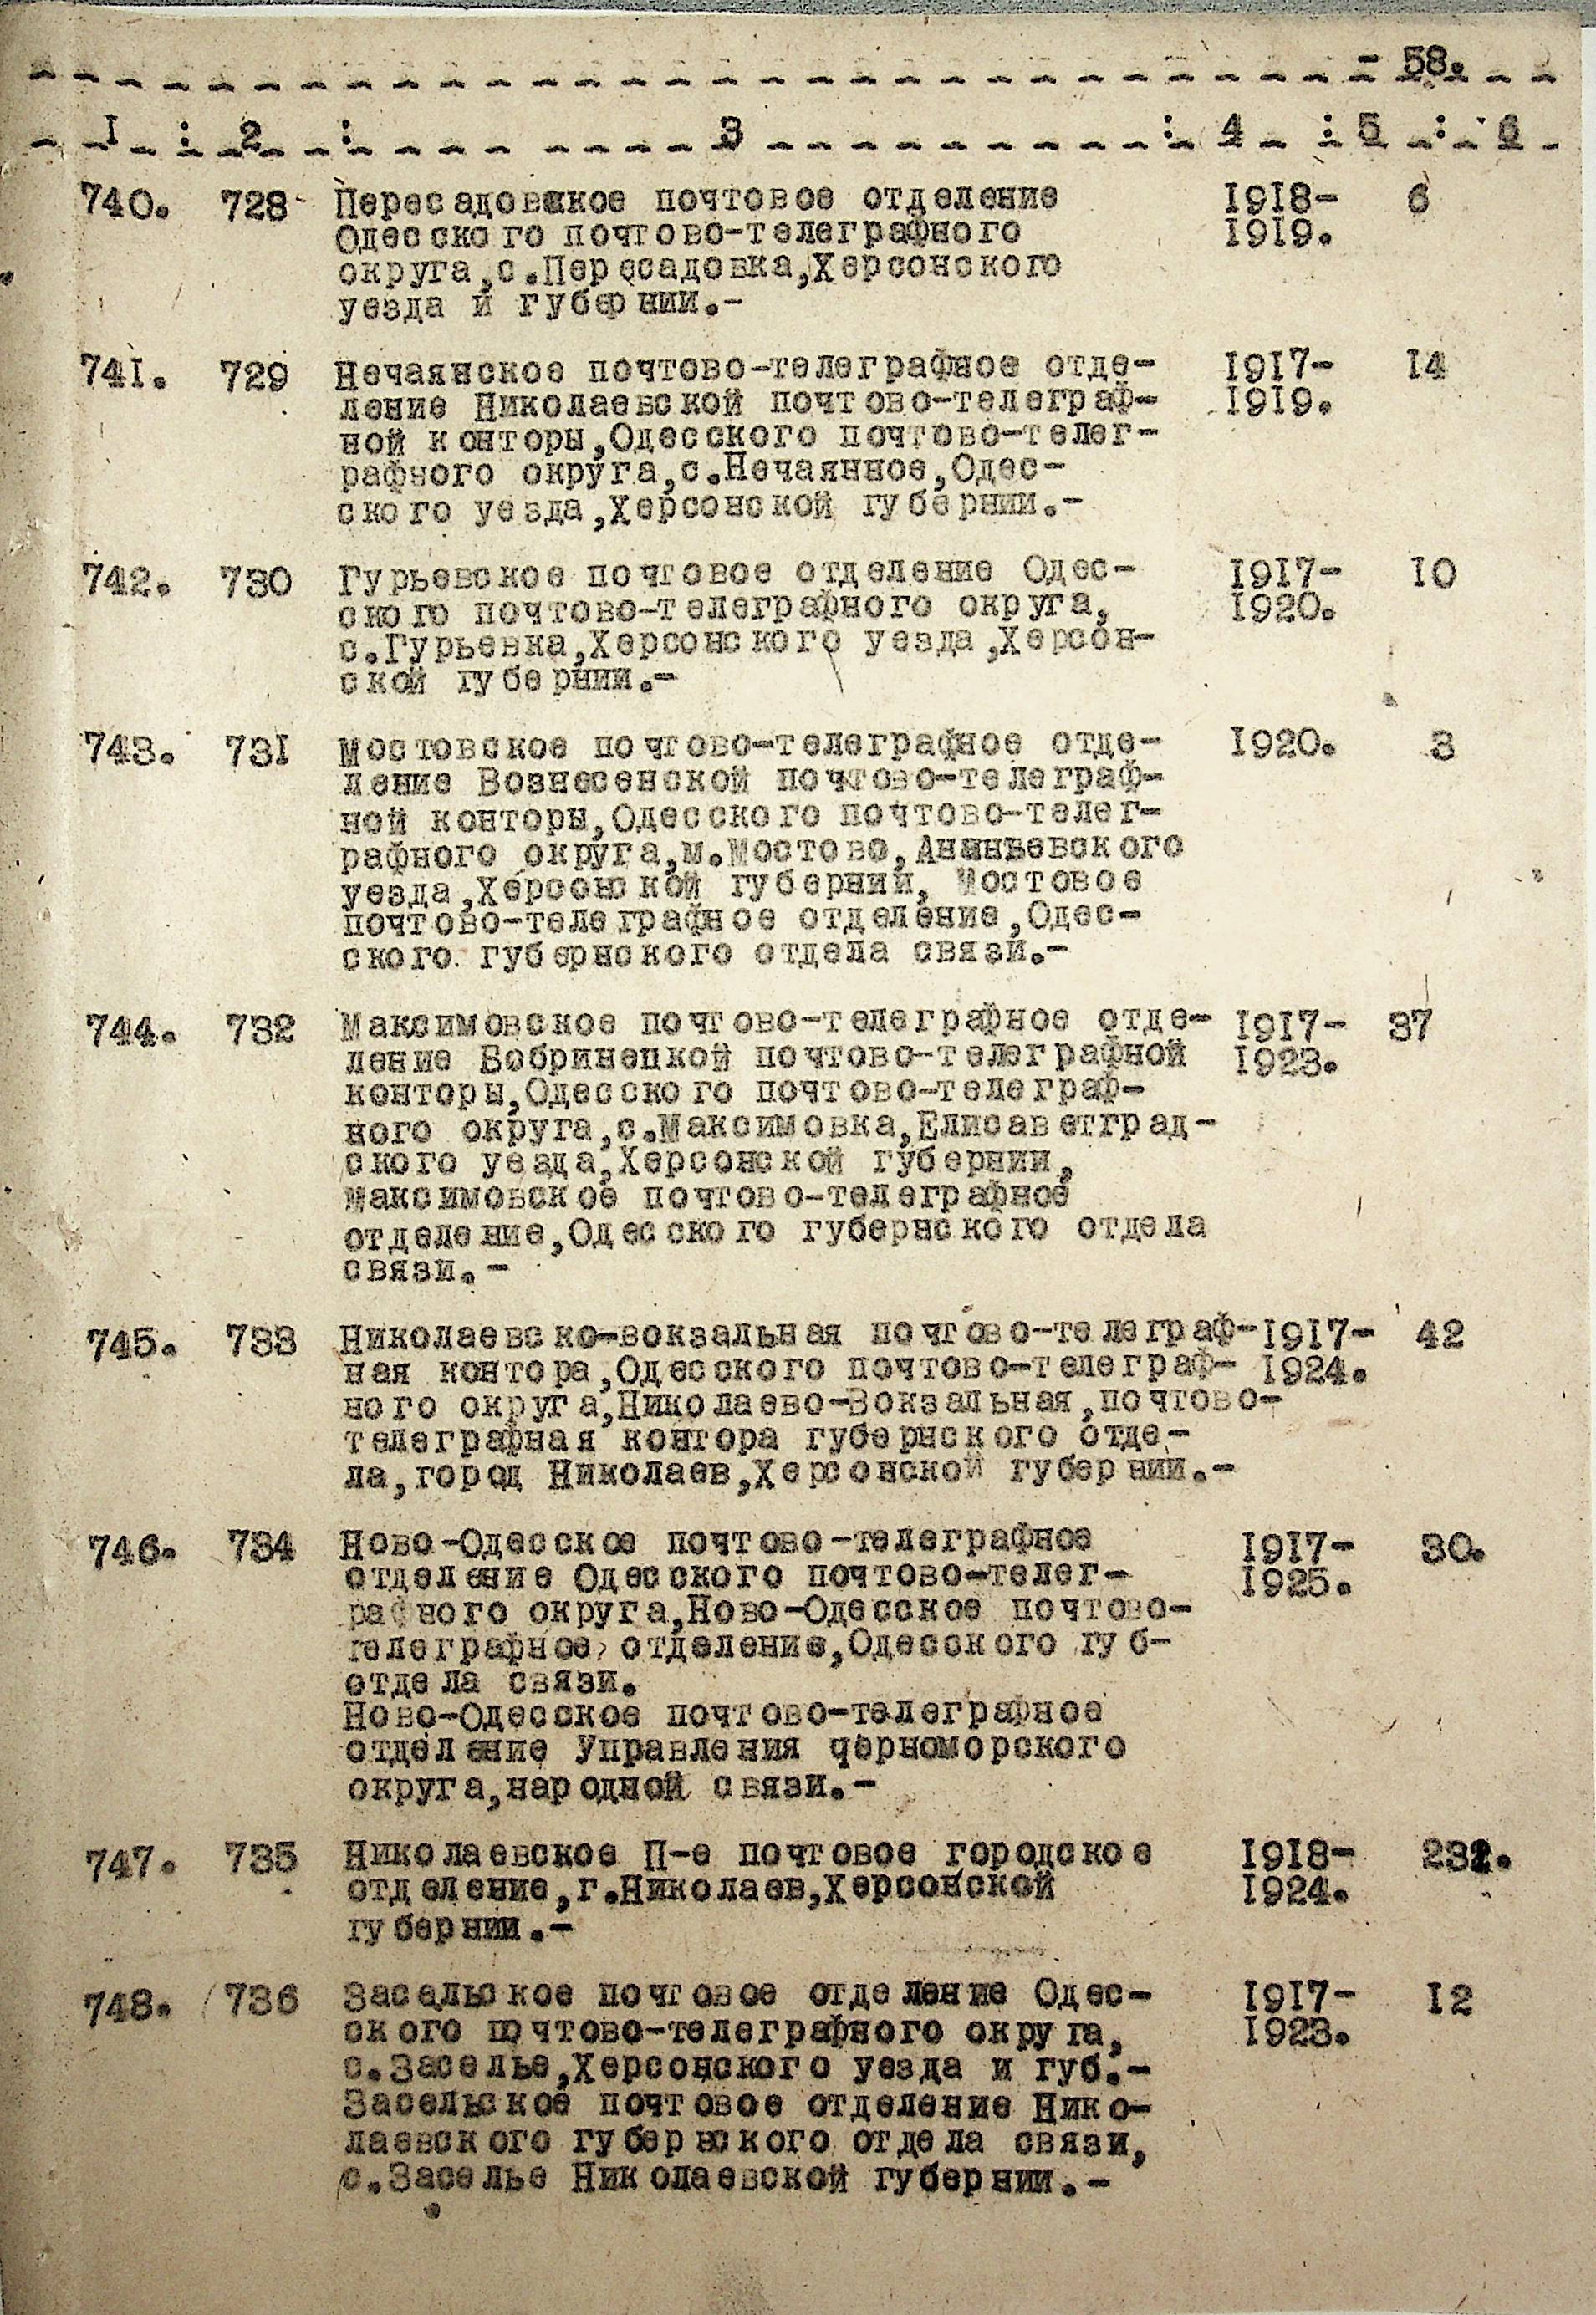 - 58.
1 : 2 : 3 : 4 : 5 : 6
740. 728 Пересадовское почтовое отделение 1918- 6
Одесского почтово-телеграфного 1919.
округа,с.Пересадовка,Херсонского
уезда и губернии.-
741. 729 Нечаянское почтово-телеграфное отде- 1917- 14
ление Николаевской почтово-телеграф- 1919.
ной конторы,Одесского почтово-телег-
рафного округа,с.Нечаянное,Одес-
ского уезда,Херсонской губернии.-
742. 730 Гурьевское почтовое отделение Одес- 1917- 10
ского почтово-телеграфного округа, 1920.
с.Гурьевка,Херсонского уезда,Херсон-
ской губернии.-
743. 731 Мостовское почтово-телеграфное отде- 1920. 3
ление Вознесенской почтово-телеграф-
ной конторы,Одесского почтово-телег-
рафного округа,м.Мостово,Ананьевского
уезда,Херсонской губернии, Мостовое
почтово-телеграфное отделение,Одес-
ского губернского отдела связи.-
744. 732 Максимовское почтово-телеграфное отде- 1917- 37
ление Бобринецкой почтово-телеграфной 1923.
конторы,Одесского почтово-телеграф-
ного округа,с.Максимовка,Елисаветград-
ского уезда,Херсонской губернии,
Максимовское почтово-телеграфное
отделение,Одесского губернского отдела
связи.-
745. 733 Николаевско-вокзальная почтово-телеграф- 1917- 42
ная контора,Одесского почтово-телеграф- 1924.
ного округа,Николаево-Вокзальная,почтово-
телеграфная контора губернского отде-
ла,город Николаев,Херсонской губернии.-
746. 734 Ново-Одесское почтово-телеграфное 1917- 30.
отделение Одесского почтово-телег- 1925.
рафного округа,Ново-Одесское почтово-
телеграфное отделение,Одесского губ-
отдела связи.
Ново-Одесское почтово-телеграфное
отделение Управления черноморского
округа,народной связи.-
747. 735 Николаевское П-е почтовое городское 1918-
отделение,г.Николаев,Херсонской 1924.
губернии.-
748. 736 Засельское почтовое отделение Одес- 1917- 12
ского почтово-телеграфного округа, 1923.
с.Заселье,Херсонского уезда и губ.-
Засельское почтовое отделение Нико-
лаевского губернского отдела связи,
с.Заселье Николаевской губернии.-